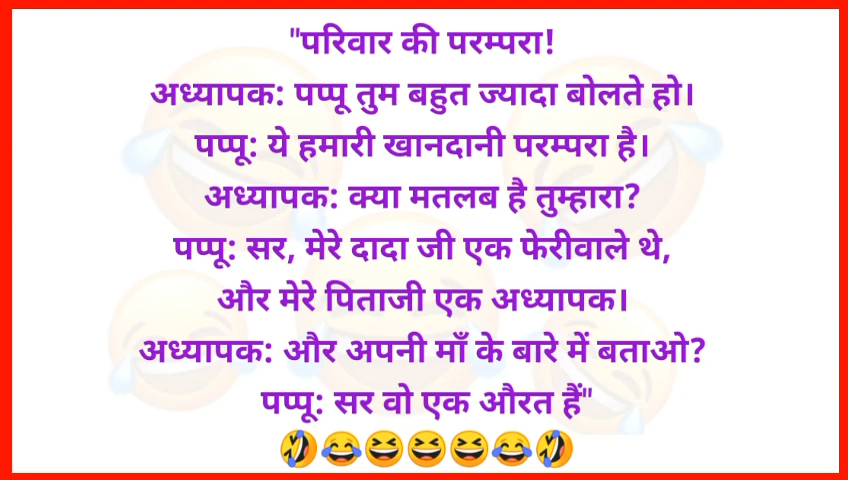 "परिवार की परम्परा!
अध्यापक: पप्पू तुम बहुत ज्यादा बोलते हो।
पप्पू: ये हमारी खानदानी परम्परा है।
अध्यापक: क्या मतलब है तुम्हारा?
पप्पू: सर, मेरे दादा जी एक फेरीवाले थे,
और मेरे पिताजी एक अध्यापक।
अध्यापक: और अपनी माँ के बारे में बताओ?
पप्पू: सर वो एक औरत हैं"
🤣😂😆😆😆😂🤣